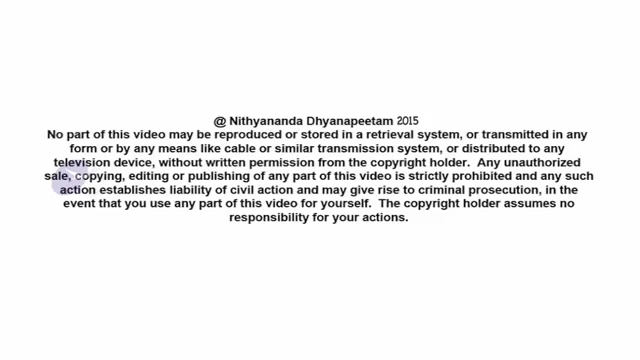 @ Nithyananda Dhyanapeetam 2015
No part of this video may be reproduced or stored in a retrieval system, or transmitted in any
form or by any means like cable or similar transmission system, or distributed to any
television device, without written permission from the copyright holder. Any unauthorized
sale, copying, editing or publishing of any part of this video is strictly prohibited and any such
action establishes liability of civil action and may give rise to criminal prosecution, in the
event that you use any part of this video for yourself. The copyright holder assumes no
responsibility for your actions.